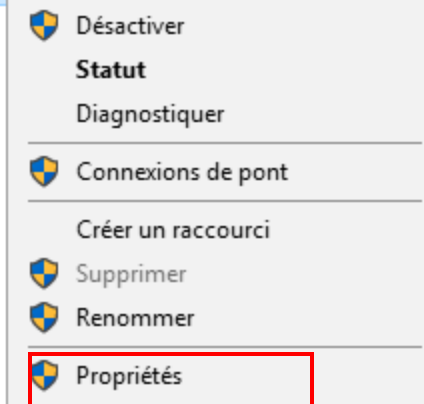 Désactiver
Statut
Diagnostiquer
Connexions de pont
Créer un raccourci
Supprimer
Renommer
Propriétés